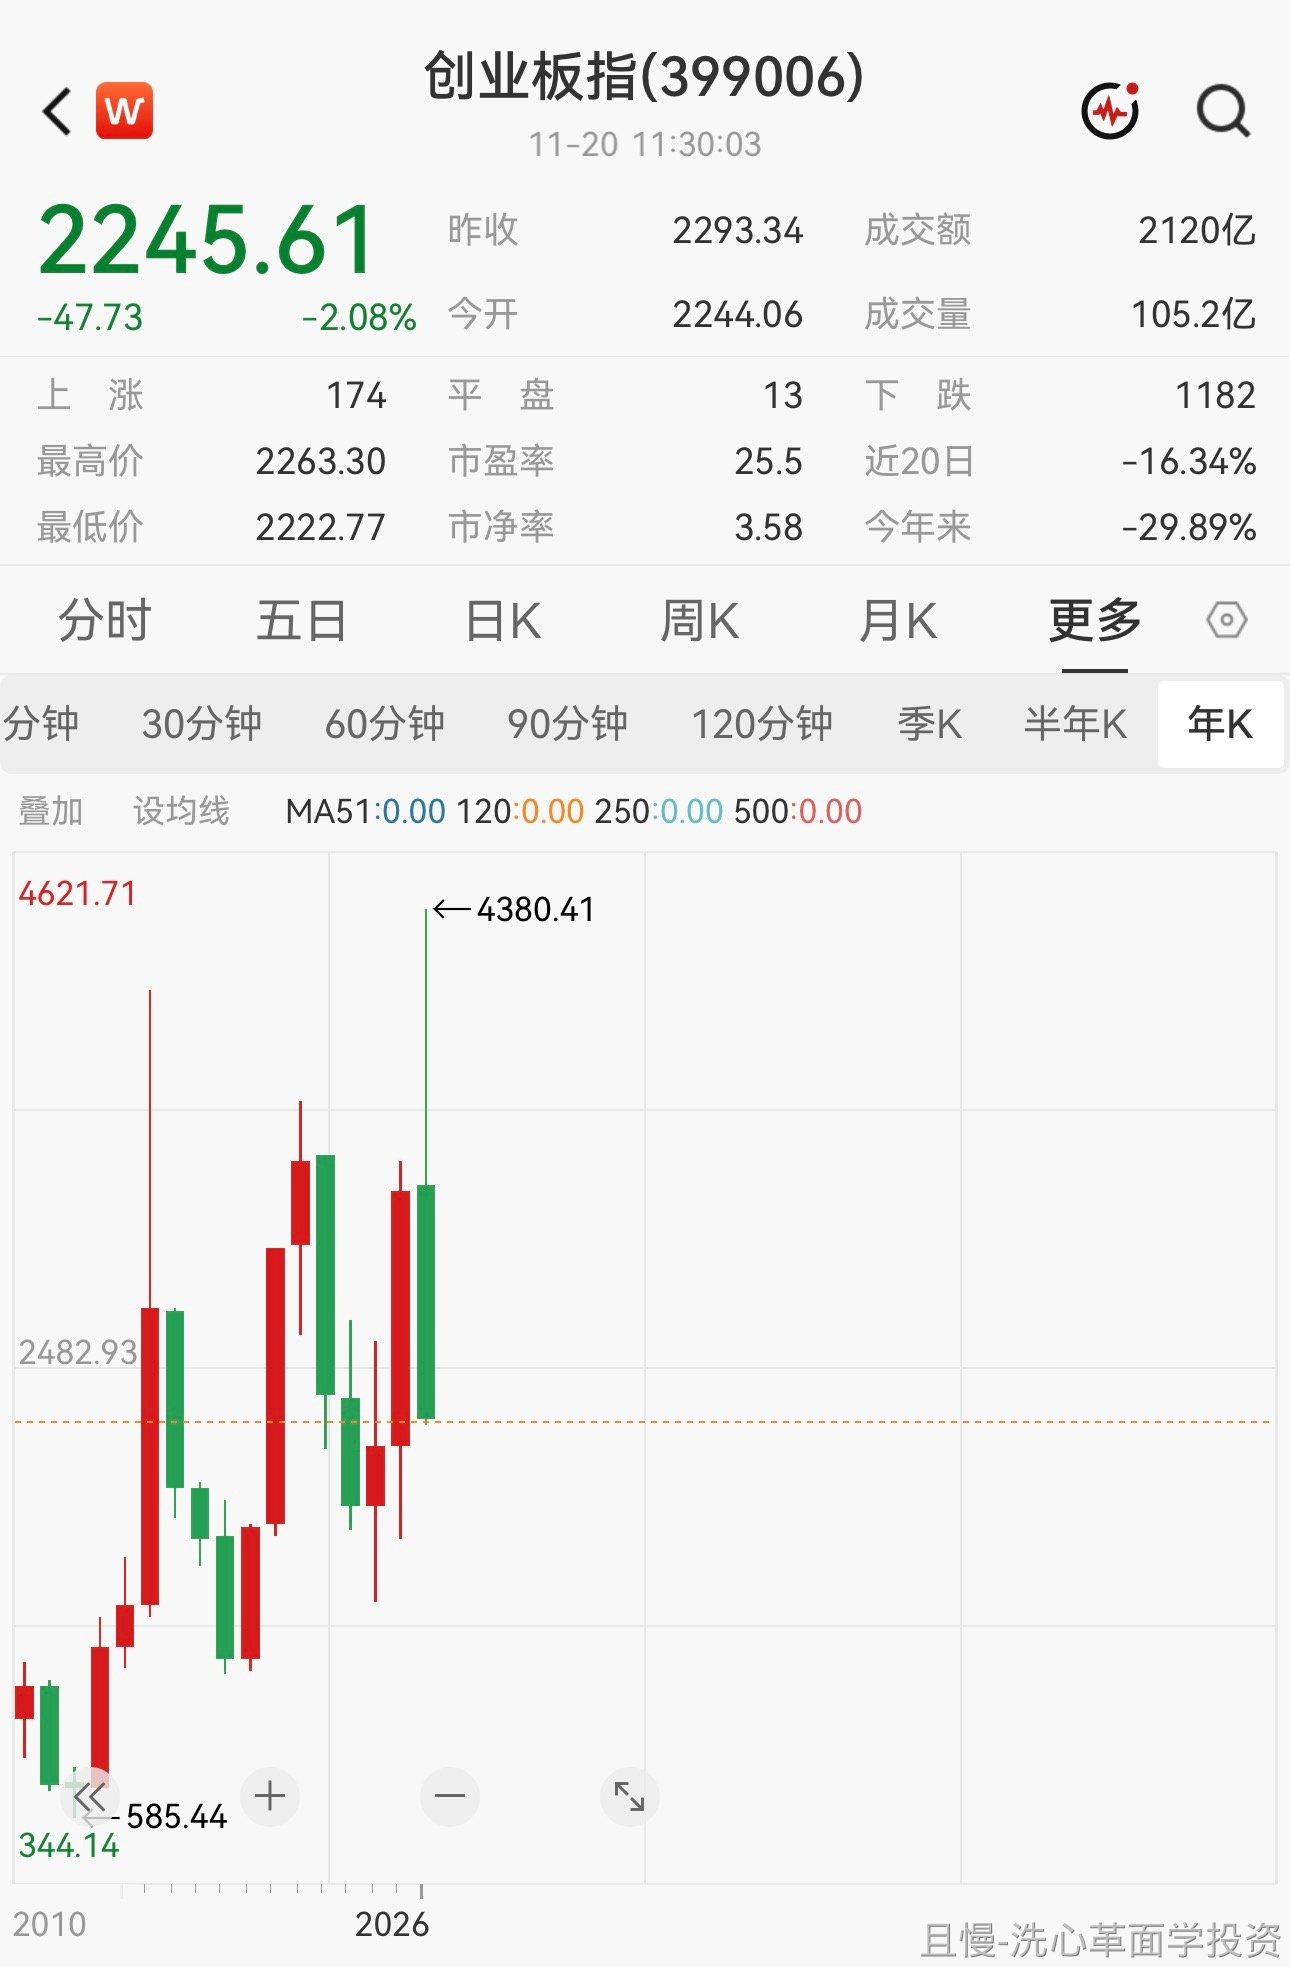 创业板指(399006)
W
11-20 11:30:03
2245.61 昨收 2293.34 成交额 2120亿
-47.73 -2.08% 今开 2244.06 成交量 105.2亿
上 涨 174 平 盘 13 下 跌 1182
最高价 2263.30 市盈率 25.5 近20日 -16.34%
最低价 2222.77 市净率 3.58 今年来 -29.89%
分时 五日 日K 周K 月K 更多
分钟 30分钟 60分钟 90分钟 120分钟 季K 半年K 年K
叠加 设均线 MA51:0.00 120:0.00 250:0.00 500:0.00
4621.71
←4380.41
2482.93
←585.44
344.14
2010 2026
且慢-洗心革面学投资